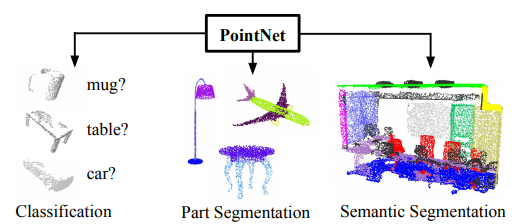 PointNet
mug?
table?
car?
Classification
Part Segmentation
Semantic Segmentation